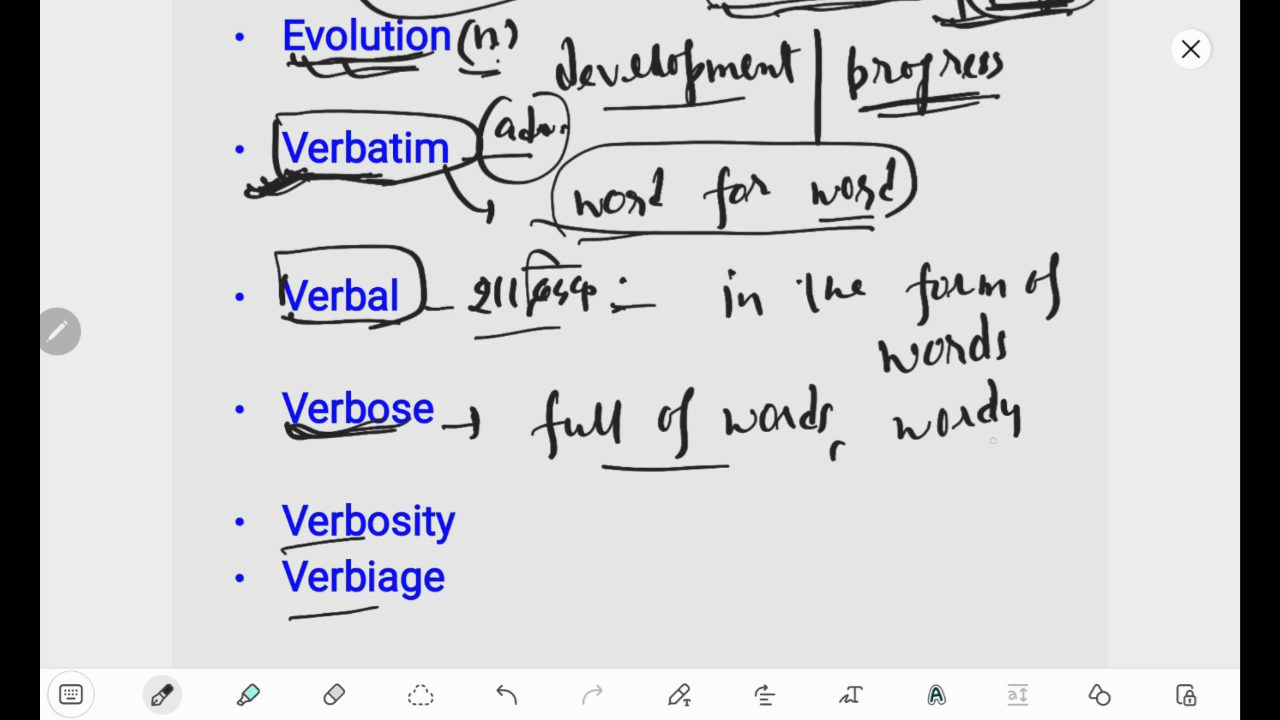 • Evolution (n) development | progress
• Verbatim (adv.
word for word
• Verbal – शाब्दिक :– in the form of
words
• Verbose → full of words, wordy
• Verbosity
• Verbiage